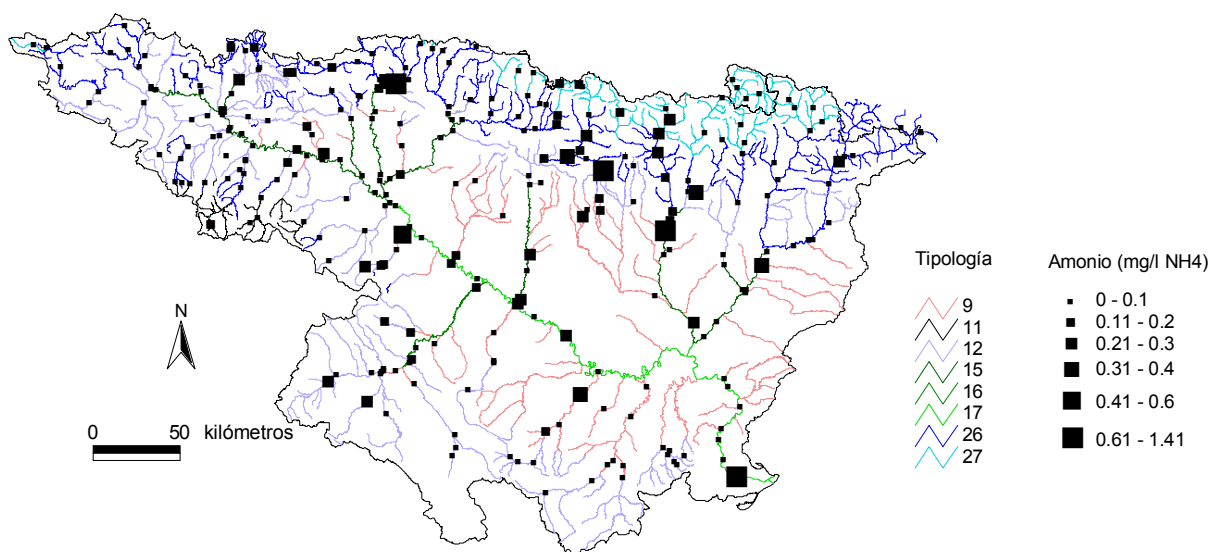 N
0 50 kilómetros
Tipología
9
11
12
15
16
17
26
27
Amonio (mg/l NH4)
0 - 0.1
0.11 - 0.2
0.21 - 0.3
0.31 - 0.4
0.41 - 0.6
0.61 - 1.41